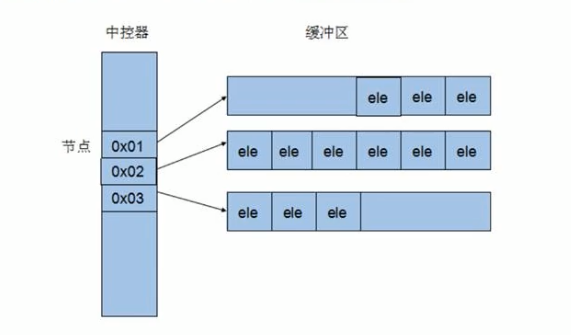 中控器
缓冲区
ele ele ele
节点
0x01
ele ele ele ele ele ele
0x02
0x03
ele ele ele